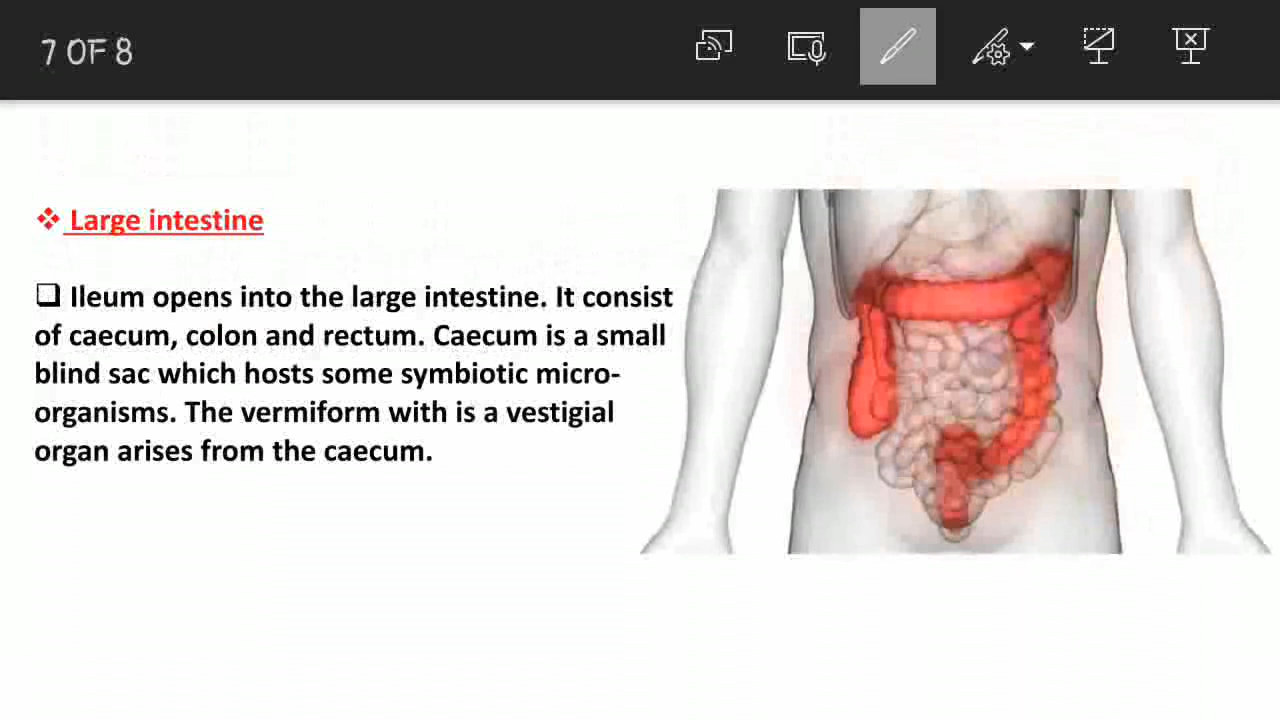 7 OF 8
Large intestine
Ileum opens into the large intestine. It consist
of caecum, colon and rectum. Caecum is a small
blind sac which hosts some symbiotic micro-
organisms. The vermiform with is a vestigial
organ arises from the caecum.